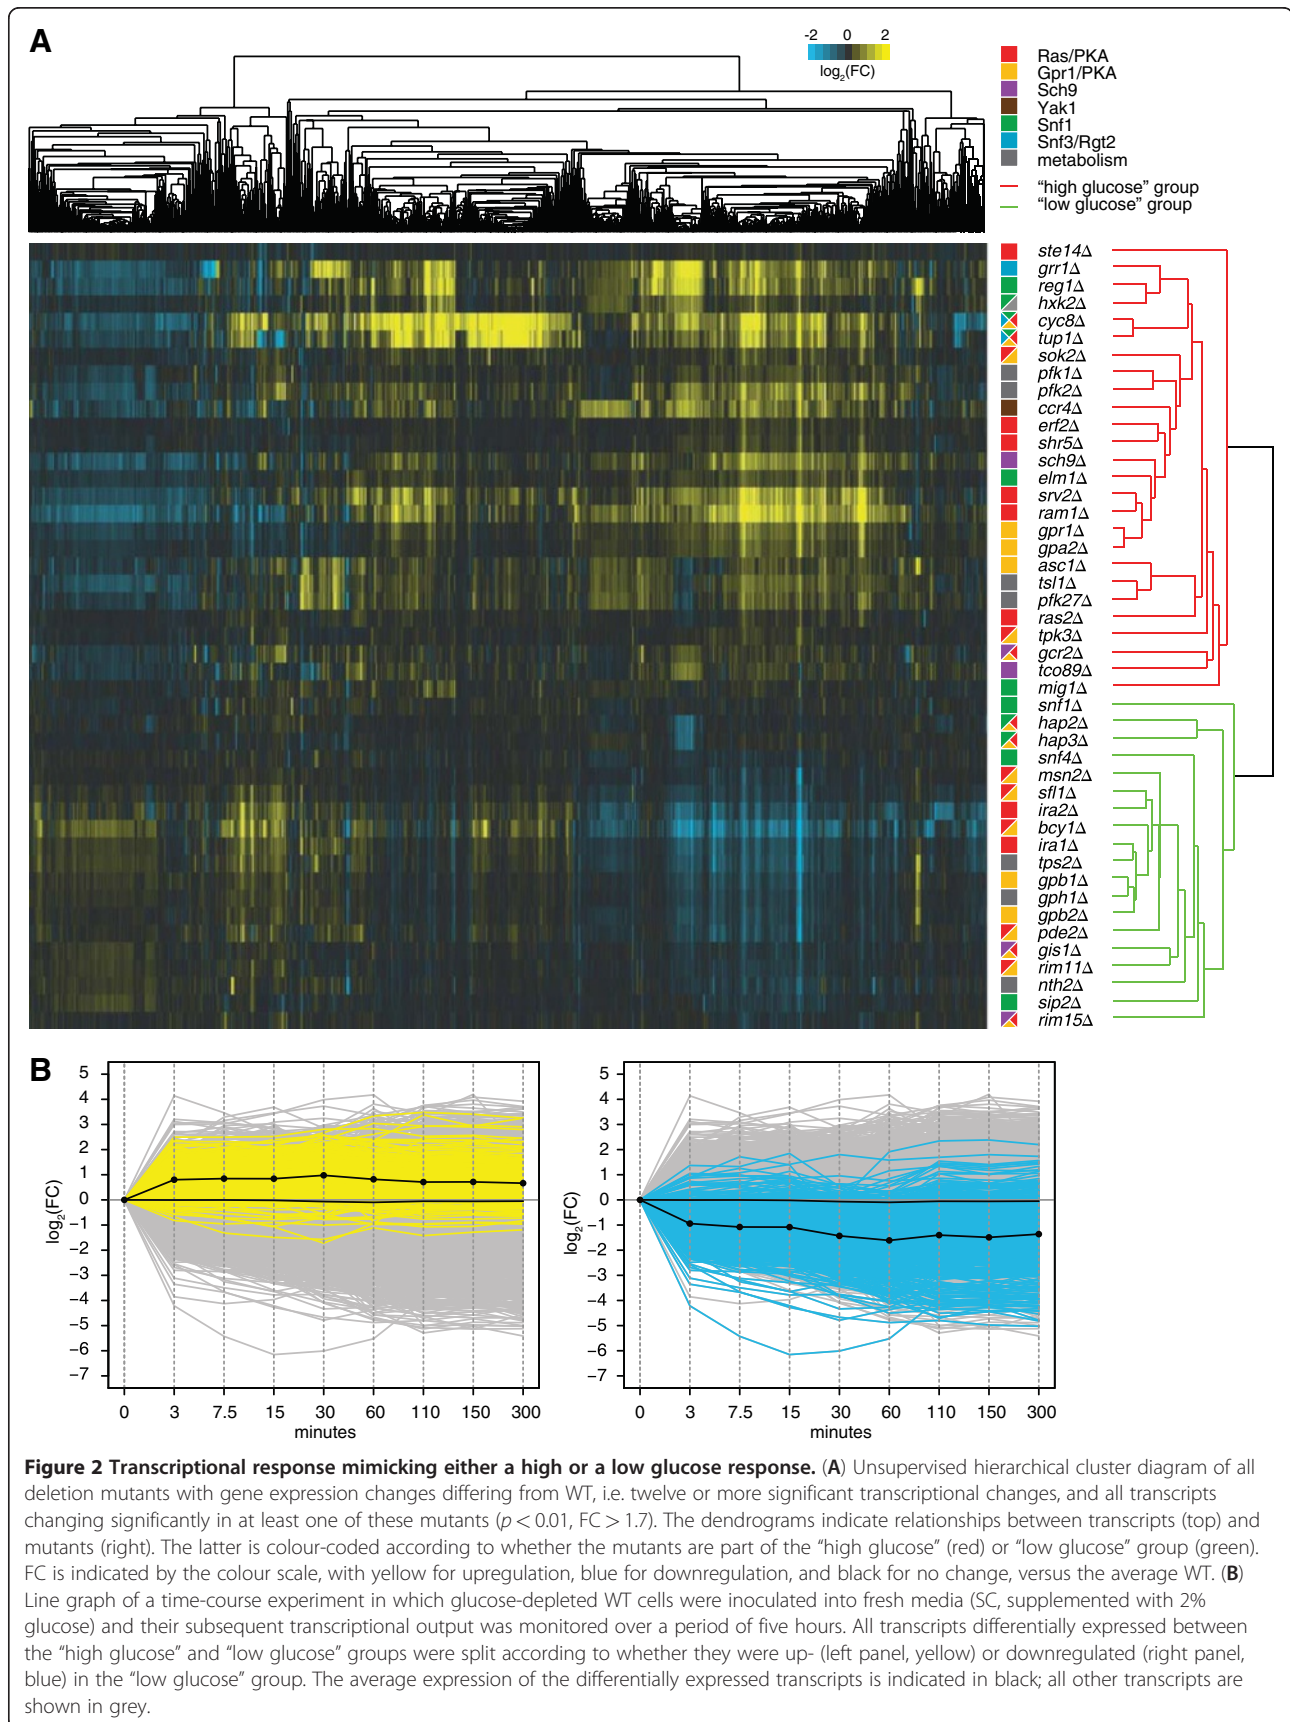 A
-2 0 2
log2(FC)
Ras/PKA
Gpr1/PKA
Sch9
Yak1
Snf1
Snf3/Rgt2
metabolism
“high glucose” group
“low glucose” group
ste14Δ
grr1Δ
reg1Δ
hxk2Δ
cyc8Δ
tup1Δ
sok2Δ
pfk1Δ
pfk2Δ
ccr4Δ
erf2Δ
shr5Δ
sch9Δ
elm1Δ
srv2Δ
ram1Δ
gpr1Δ
gpa2Δ
asc1Δ
tsl1Δ
pfk27Δ
ras2Δ
tpk3Δ
gcr2Δ
tco89Δ
mig1Δ
snf1Δ
hap2Δ
hap3Δ
snf4Δ
msn2Δ
sfl1Δ
ira2Δ
bcy1Δ
ira1Δ
tps2Δ
gpb1Δ
gph1Δ
gpb2Δ
pde2Δ
gis1Δ
rim11Δ
nth2Δ
sip2Δ
rim15Δ
B
5
4
3
2
1
0
−1
−2
−3
−4
−5
−6
−7
log2(FC)
0 3 7.5 15 30 60 110 150 300
minutes
5
4
3
2
1
0
−1
−2
−3
−4
−5
−6
−7
log2(FC)
0 3 7.5 15 30 60 110 150 300
minutes
Figure 2 Transcriptional response mimicking either a high or a low glucose response. (A) Unsupervised hierarchical cluster diagram of all
deletion mutants with gene expression changes differing from WT, i.e. twelve or more significant transcriptional changes, and all transcripts
changing significantly in at least one of these mutants (p < 0.01, FC > 1.7). The dendrograms indicate relationships between transcripts (top) and
mutants (right). The latter is colour-coded according to whether the mutants are part of the “high glucose” (red) or “low glucose” group (green).
FC is indicated by the colour scale, with yellow for upregulation, blue for downregulation, and black for no change, versus the average WT. (B)
Line graph of a time-course experiment in which glucose-depleted WT cells were inoculated into fresh media (SC, supplemented with 2%
glucose) and their subsequent transcriptional output was monitored over a period of five hours. All transcripts differentially expressed between
the “high glucose” and “low glucose” groups were split according to whether they were up- (left panel, yellow) or downregulated (right panel,
blue) in the “low glucose” group. The average expression of the differentially expressed transcripts is indicated in black; all other transcripts are
shown in grey.